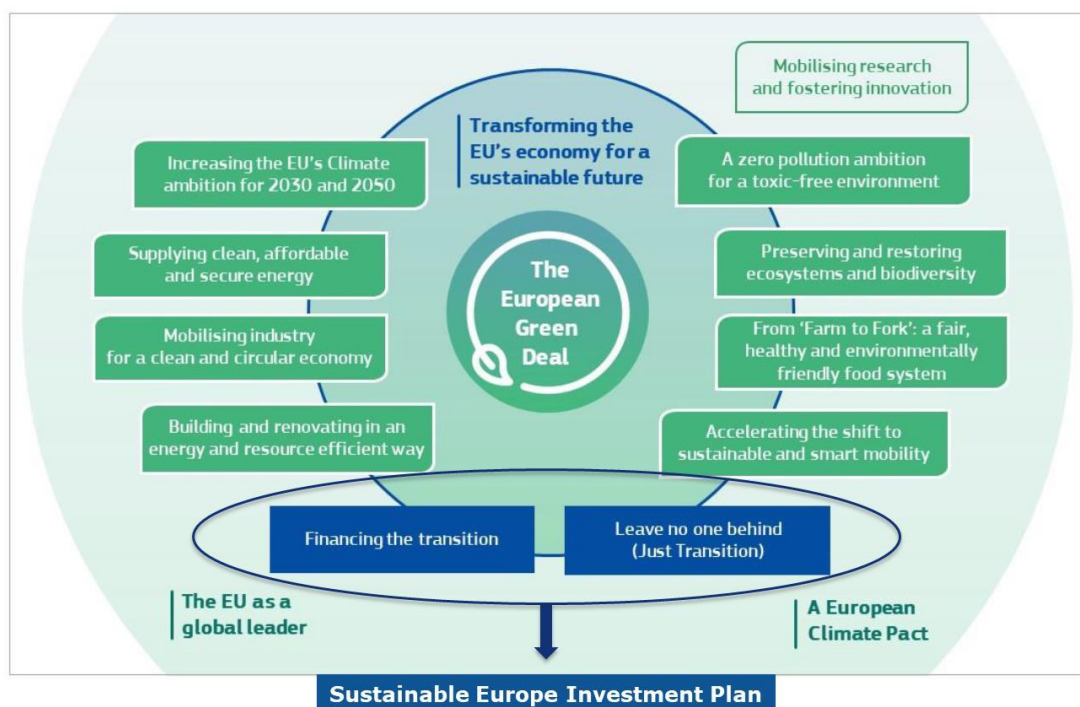 Mobilising research
and fostering innovation
Transforming the
EU's economy for a
sustainable future
Increasing the EU's Climate
ambition for 2030 and 2050
A zero pollution ambition
for a toxic-free environment
Supplying clean, affordable
and secure energy
The
European
Green
Deal
Preserving and restoring
ecosystems and biodiversity
Mobilising industry
for a clean and circular economy
From ‘Farm to Fork’: a fair,
healthy and environmentally
friendly food system
Building and renovating in an
energy and resource efficient way
Accelerating the shift to
sustainable and smart mobility
Financing the transition
Leave no one behind
(Just Transition)
The EU as a
global leader
A European
Climate Pact
Sustainable Europe Investment Plan